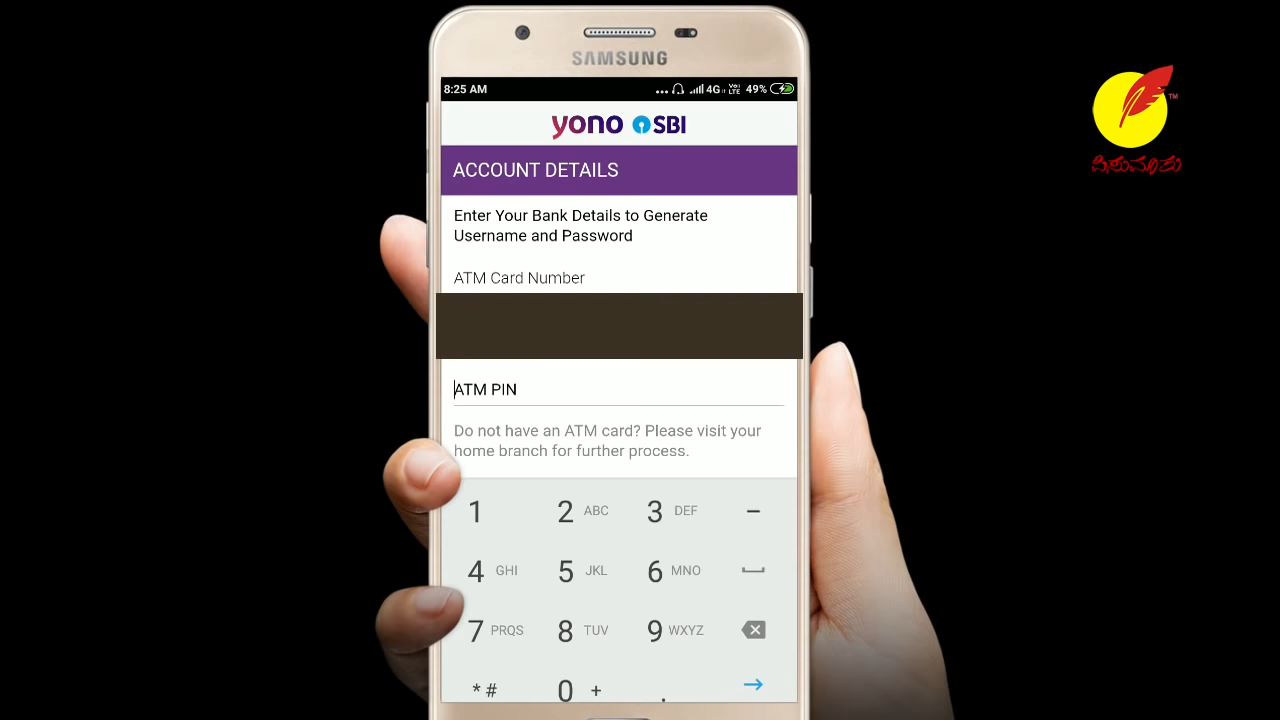 SAMSUNG
8:25 AM
4G
VoLTE
49%
yono SBI
ACCOUNT DETAILS
Enter Your Bank Details to Generate
Username and Password
ATM Card Number
ATM PIN
Do not have an ATM card? Please visit your
home branch for further process.
1 2 ABC 3 DEF –
4 GHI 5 JKL 6 MNO
7 PRQS 8 TUV 9 WXYZ
* # 0 + .
TM
ಪಿಸುಮಾತು